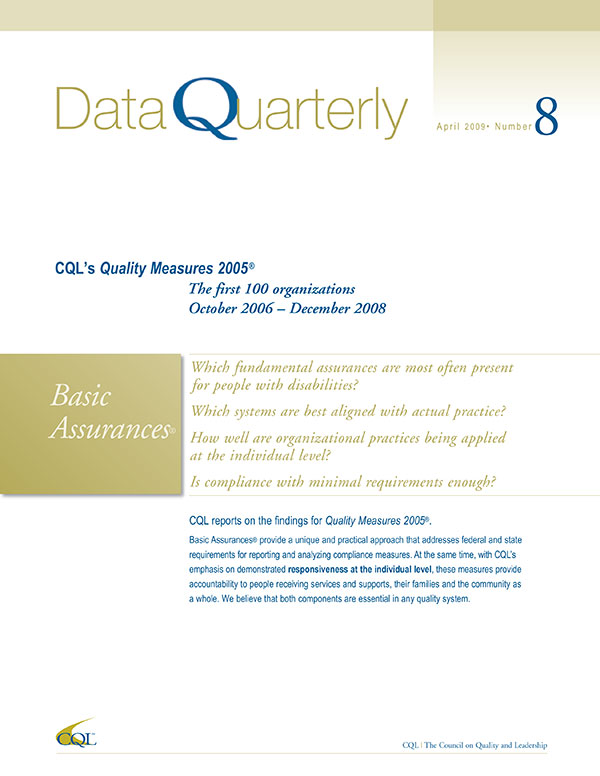 Data Quarterly
April 2009• Number 8
CQL's Quality Measures 2005®
The first 100 organizations
October 2006 – December 2008
Basic
Assurances®
Which fundamental assurances are most often present
for people with disabilities?
Which systems are best aligned with actual practice?
How well are organizational practices being applied
at the individual level?
Is compliance with minimal requirements enough?
CQL reports on the findings for Quality Measures 2005®.
Basic Assurances® provide a unique and practical approach that addresses federal and state
requirements for reporting and analyzing compliance measures. At the same time, with CQL's
emphasis on demonstrated responsiveness at the individual level, these measures provide
accountability to people receiving services and supports, their families and the community as
a whole. We believe that both components are essential in any quality system.
CQL™
CQL | The Council on Quality and Leadership